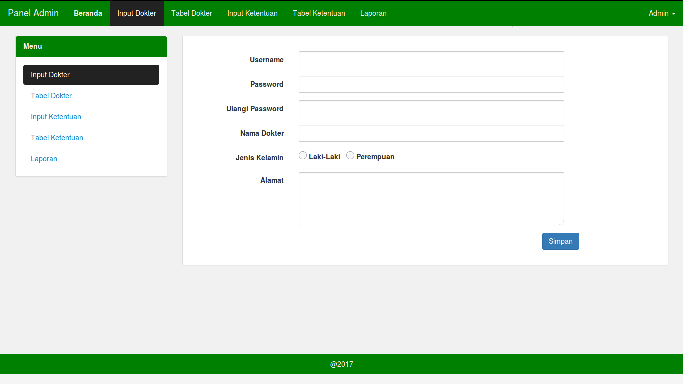 Panel Admin Beranda Input Dokter Tabel Dokter Input Ketentuan Tabel Ketentuan Laporan Admin
Menu
Input Dokter
Tabel Dokter
Input Ketentuan
Tabel Ketentuan
Laporan
Username
Password
Ulangi Password
Nama Dokter
Jenis Kelamin Laki-Laki Perempuan
Alamat
Simpan
@2017